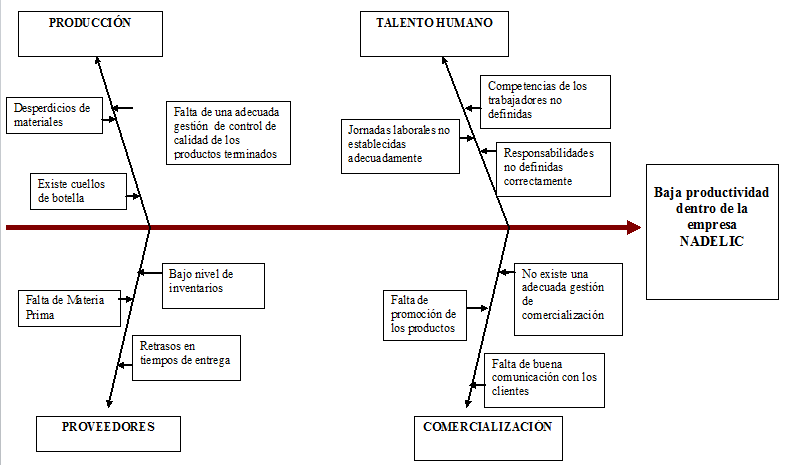 PRODUCCIÓN
TALENTO HUMANO
Desperdicios de
materiales
Falta de una adecuada
gestión de control de
calidad de los
productos terminados
Existe cuellos
de botella
Competencias de los
trabajadores no
definidas
Jornadas laborales no
establecidas
adecuadamente
Responsabilidades
no definidas
correctamente
Baja productividad
dentro de la
empresa
NADELIC
Bajo nivel de
inventarios
Falta de Materia
Prima
Retrasos en
tiempos de entrega
No existe una
adecuada gestión
de
comercialización
Falta de
promoción de
los productos
Falta de buena
comunicación con los
clientes
PROVEEDORES
COMERCIALIZACIÓN